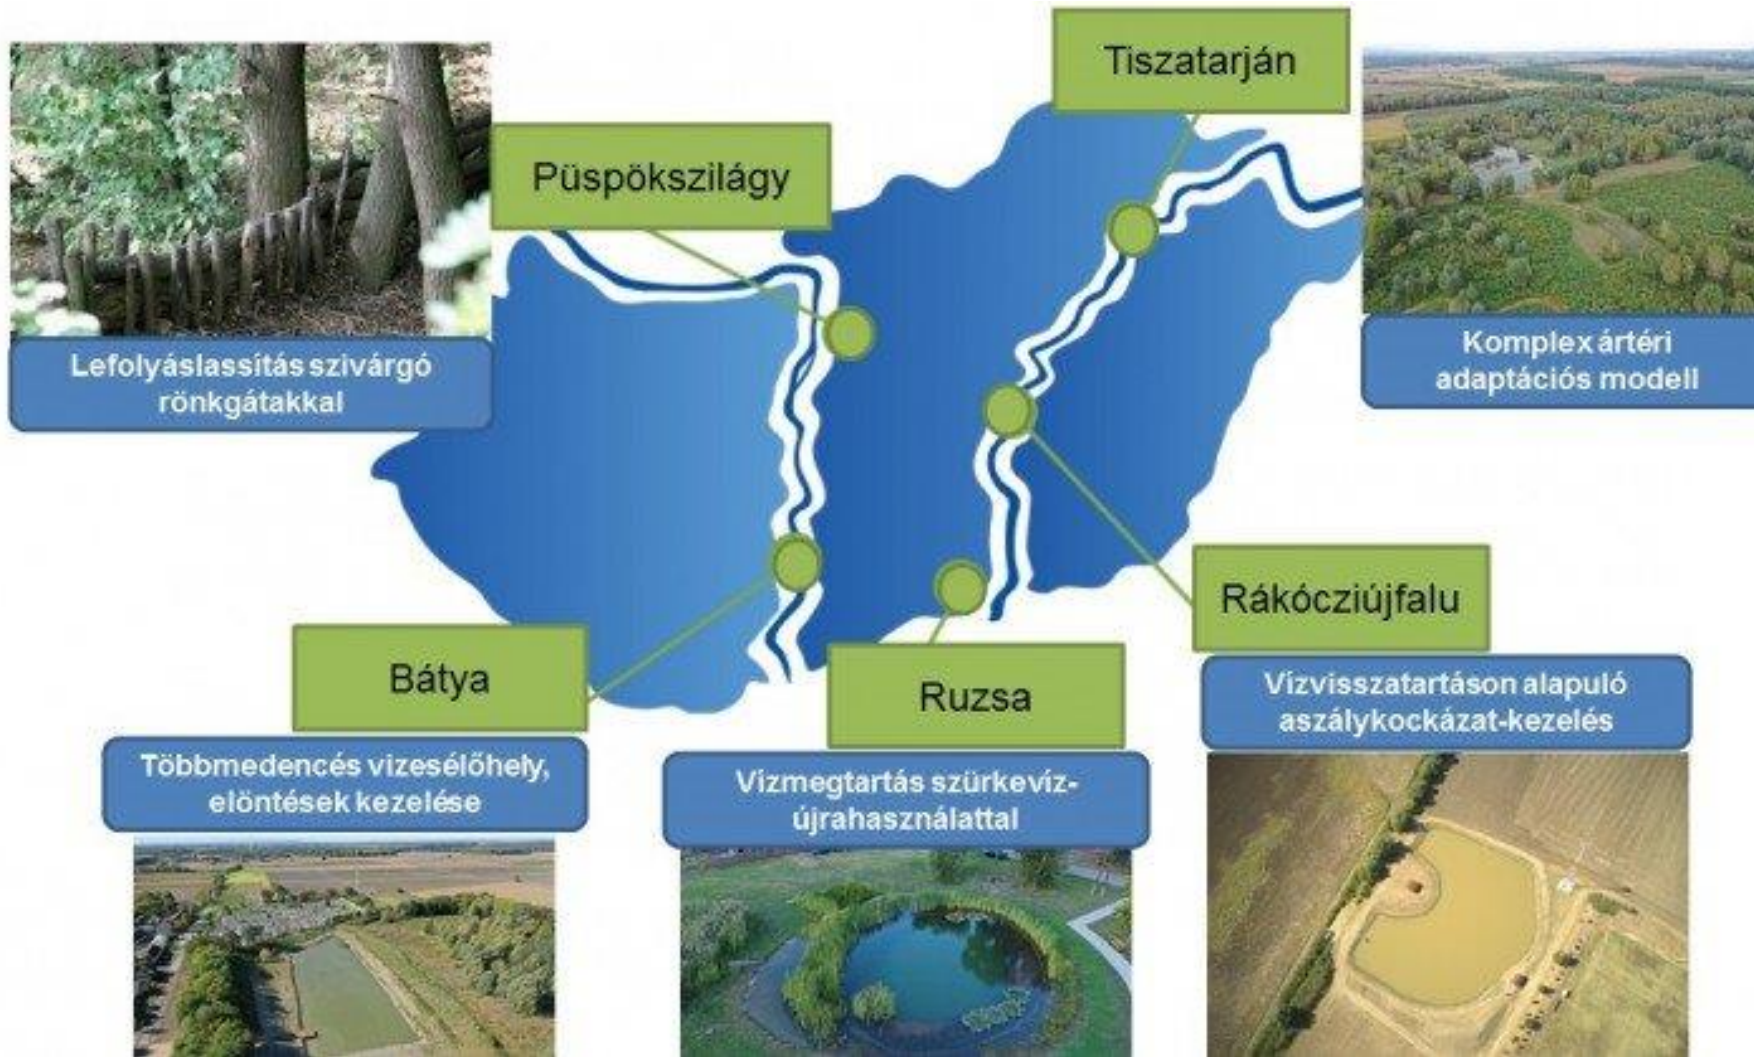 Tiszatarján
Püspökszilágy
Lefolyáslassítás szivárgó
rönkgátakkal
Komplex ártéri
adaptációs modell
Rákócziújfalu
Bátya
Ruzsa
Vízvisszatartáson alapuló
aszálykockázat-kezelés
Többmedencés vizesélőhely,
elöntések kezelése
Vízmegtartás szürkevíz-
újrahasználattal